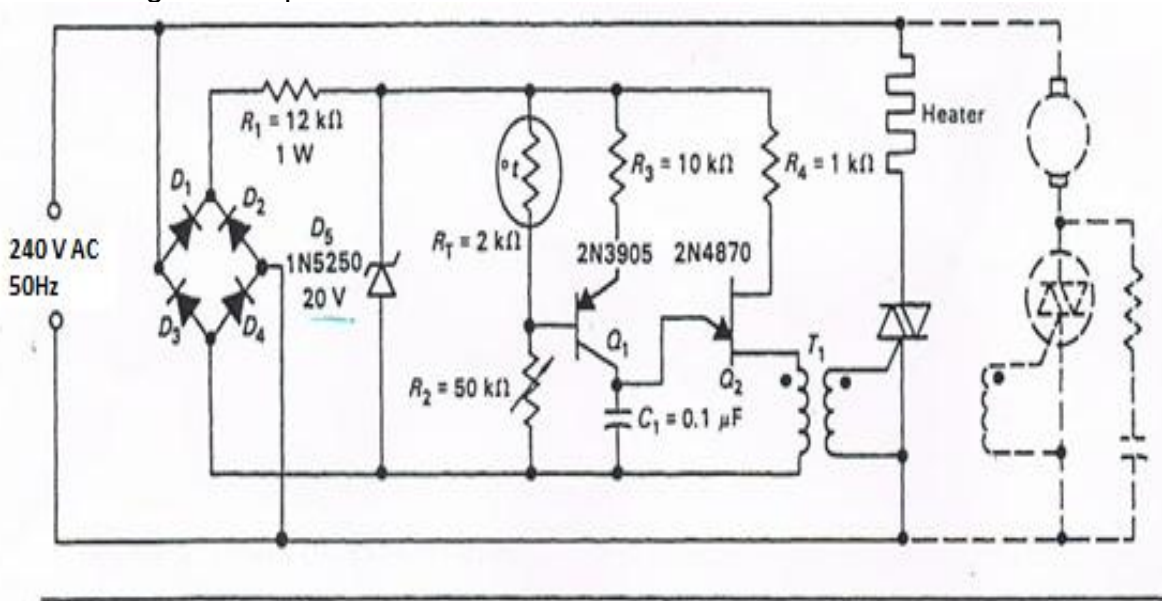 R1 = 12 kΩ
1 W
Heater
D1
D2
R3 = 10 kΩ
R4 = 1 kΩ
°t
D5
1N5250
20 V
RT = 2 kΩ
2N3905
2N4870
240 V AC
50Hz
D3
D4
Q1
T1
R2 = 50 kΩ
Q2
C1 = 0.1 μF